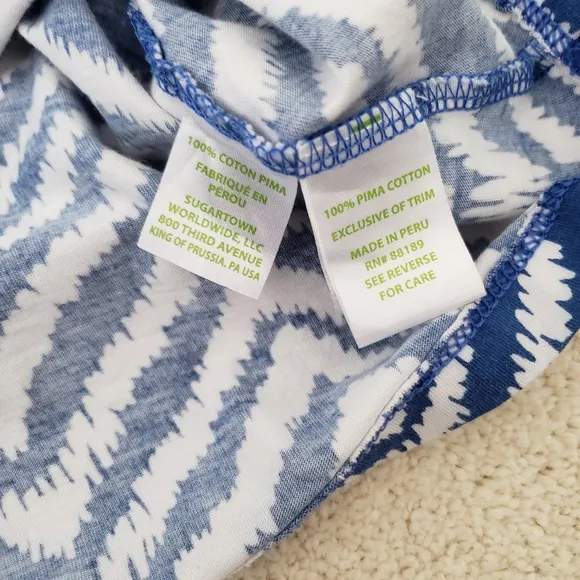 100% COTON PIMA
FABRIQUÉ EN
PÉROU
SUGARTOWN
WORLDWIDE, LLC
800 THIRD AVENUE
KING OF PRUSSIA, PA USA
100% PIMA COTTON
EXCLUSIVE OF TRIM
MADE IN PERU
RN# 88189
SEE REVERSE
FOR CARE